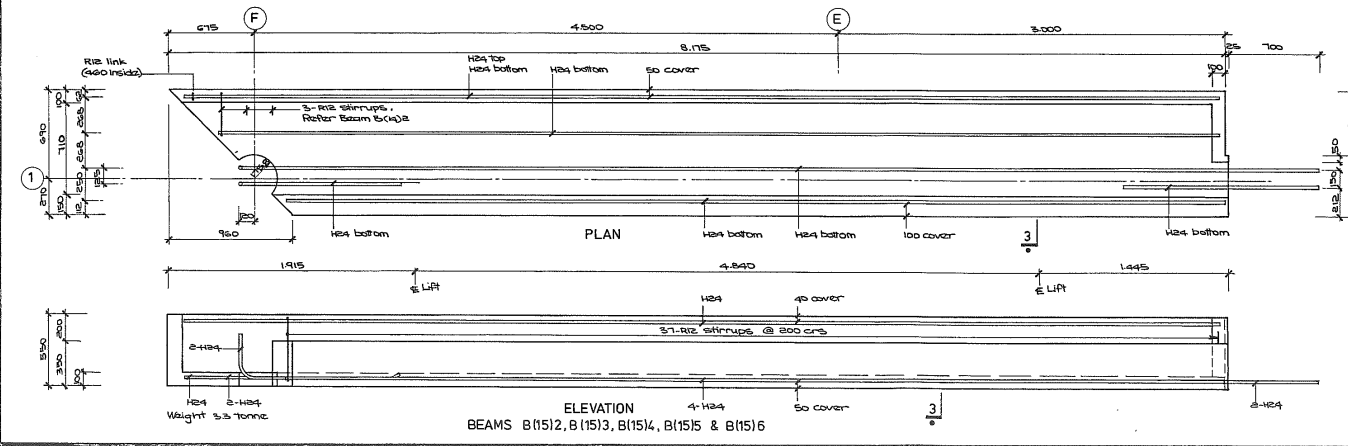 F
E
675
4.500
3.000
8.175
25
700
R12 link
(460 inside)
H24 top
H24 bottom
H24 bottom
50 cover
100
3-R12 stirrups,
Refer Beam B(19)2
690
100
710
268
268
250
125
1
270
150
12
120
960
H24 bottom
PLAN
H24 bottom
H24 bottom
100 cover
3
H24 bottom
50
150
212
1.915
4.840
1.445
℄ Lift
℄ Lift
H24
40 cover
37-R12 stirrups @ 200 crs
550
200
350
100
2-H24
H24
2-H24
Weight 3.3 tonne
ELEVATION
4-H24
50 cover
3
2-H24
BEAMS B(15)2, B(15)3, B(15)4, B(15)5 & B(15)6